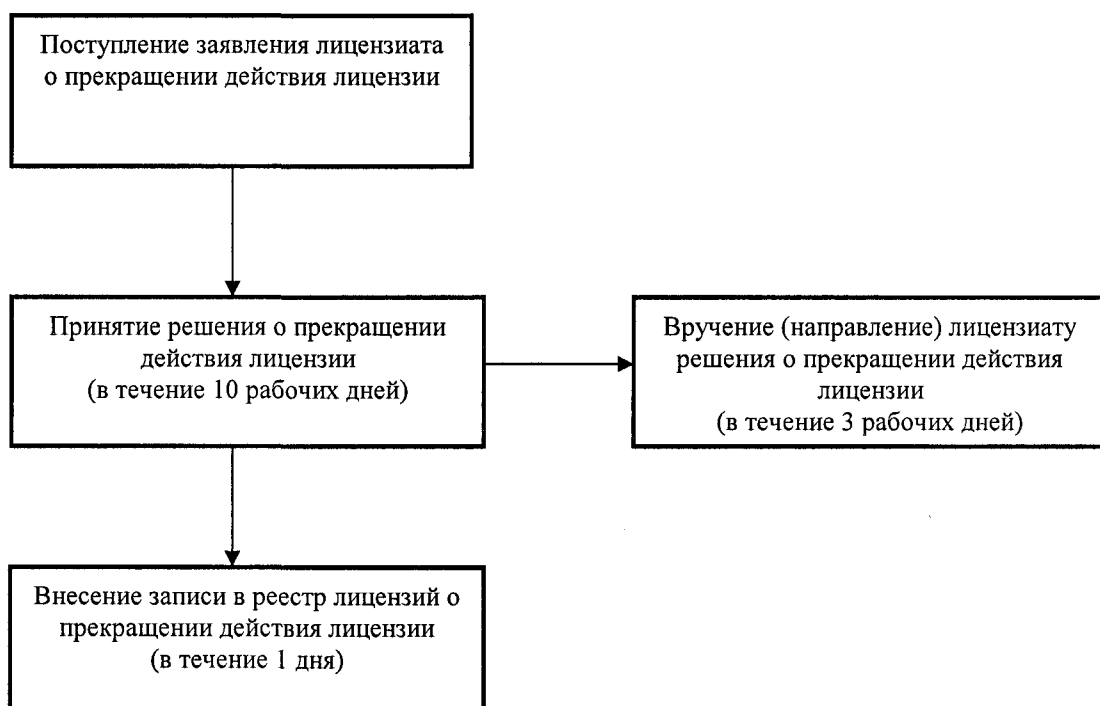 Поступление заявления лицензиата
о прекращении действия лицензии
Принятие решения о прекращении
действия лицензии
(в течение 10 рабочих дней)
Вручение (направление) лицензиату
решения о прекращении действия
лицензии
(в течение 3 рабочих дней)
Внесение записи в реестр лицензий о
прекращении действия лицензии
(в течение 1 дня)